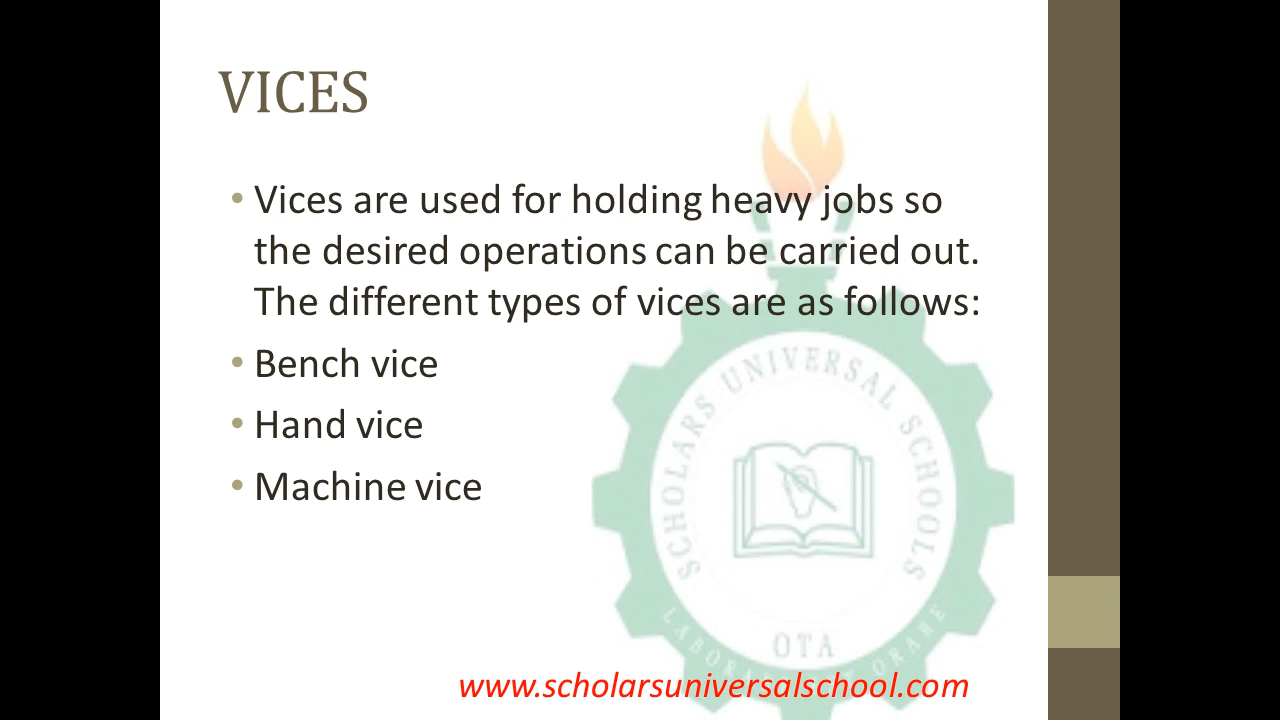 VICES
• Vices are used for holding heavy jobs so
the desired operations can be carried out.
The different types of vices are as follows:
• Bench vice
• Hand vice
• Machine vice
SCHOLARS UNIVERSAL SCHOOLS
OTA
ORARE
www.scholarsuniversalschool.com